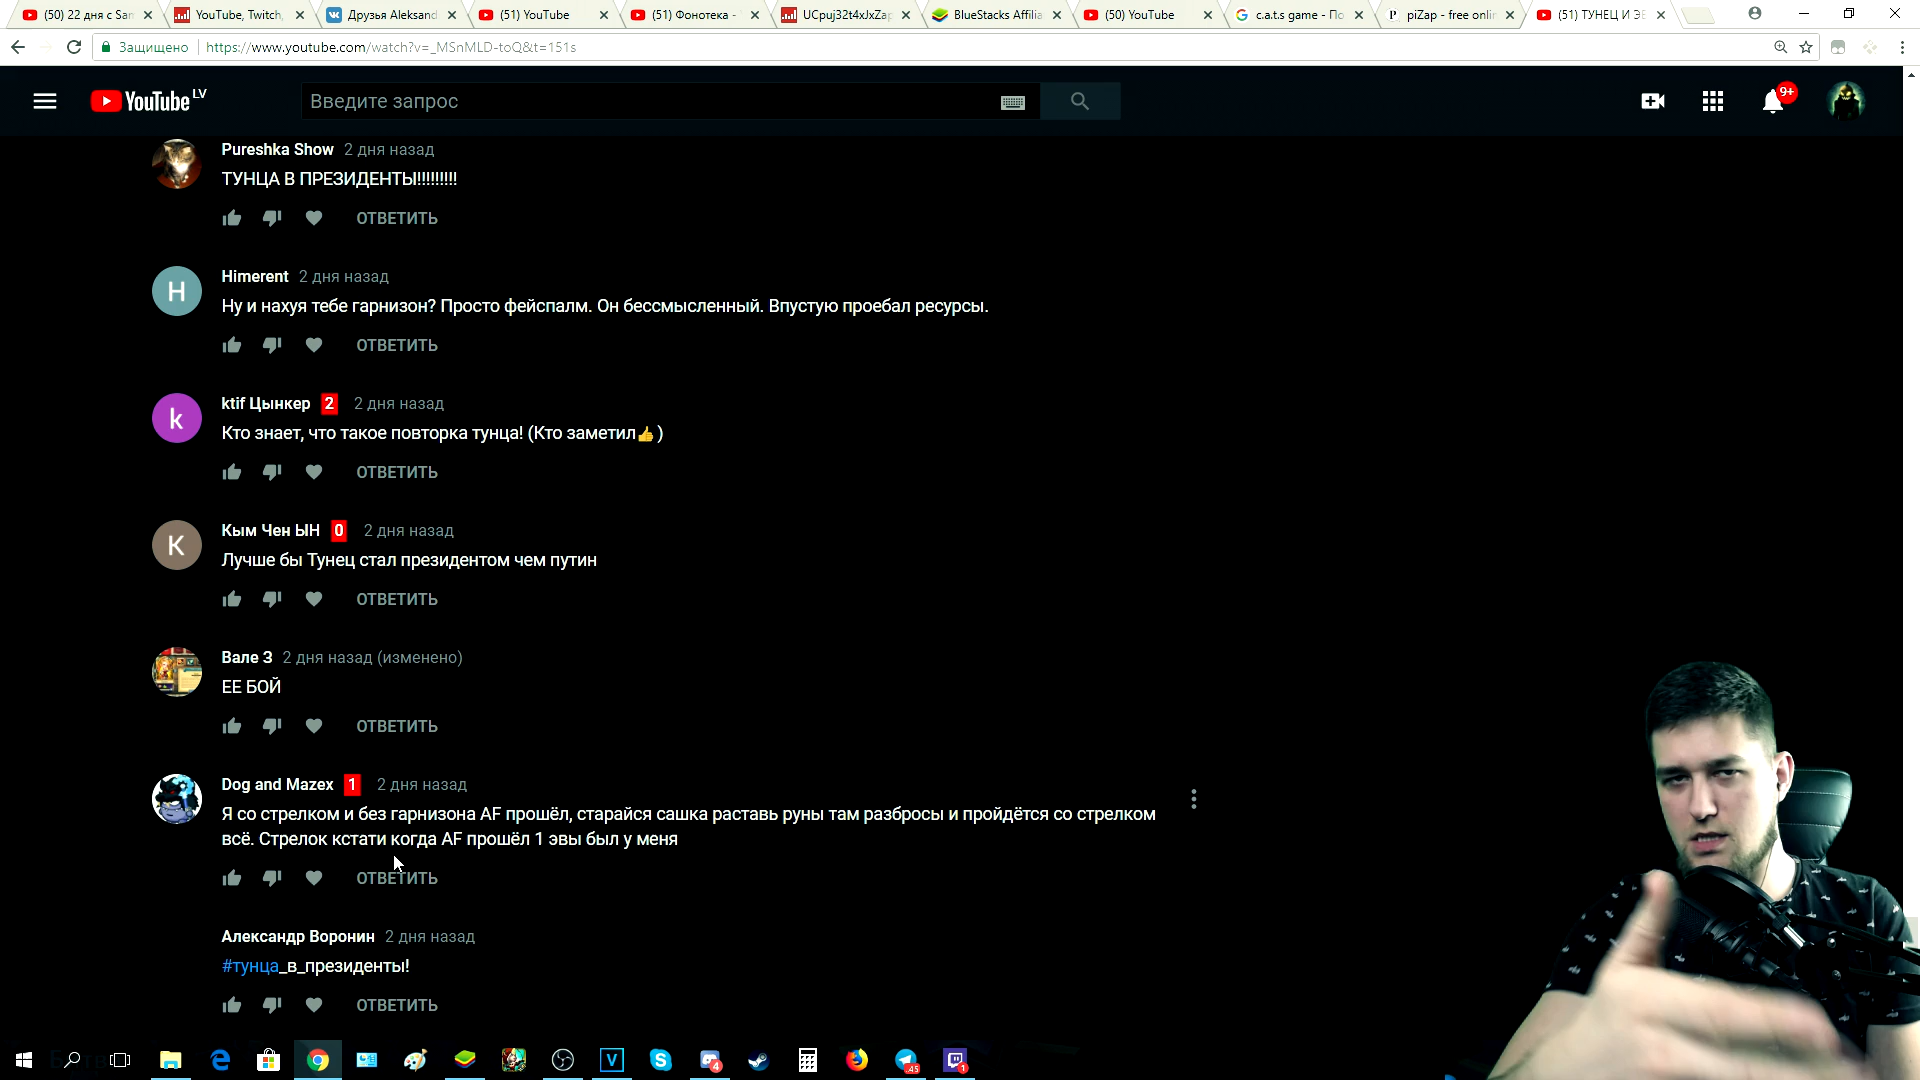 (50) 22 дня с Sam
YouTube, Twitch,
Друзья Aleksand
(51) YouTube
(51) Фонотека -
UCpuj32t4xJxZap
BlueStacks Affilia
(50) YouTube
c.a.t.s game - По
piZap - free onlin
(51) ТУНЕЦ И ЭВ
Защищено https://www.youtube.com/watch?v=_MSnMLD-toQ&t=151s
YouTube LV
Введите запрос
9+
Pureshka Show 2 дня назад
ТУНЦА В ПРЕЗИДЕНТЫ!!!!!!!!!
ОТВЕТИТЬ
H
Himerent 2 дня назад
Ну и нахуя тебе гарнизон? Просто фейспалм. Он бессмысленный. Впустую проебал ресурсы.
ОТВЕТИТЬ
k
ktif Цынкер 2 2 дня назад
Кто знает, что такое повторка тунца! (Кто заметил👍)
ОТВЕТИТЬ
K
Кым Чен ЫН 0 2 дня назад
Лучше бы Тунец стал президентом чем путин
ОТВЕТИТЬ
Вале З 2 дня назад (изменено)
ЕЕ БОЙ
ОТВЕТИТЬ
Dog and Mazex 1 2 дня назад
Я со стрелком и без гарнизона AF прошёл, старайся сашка раставь руны там разбросы и пройдётся со стрелком
всё. Стрелок кстати когда AF прошёл 1 эвы был у меня
ОТВЕТИТЬ
Александр Воронин 2 дня назад
#тунца_в_президенты!
ОТВЕТИТЬ
4
45
1